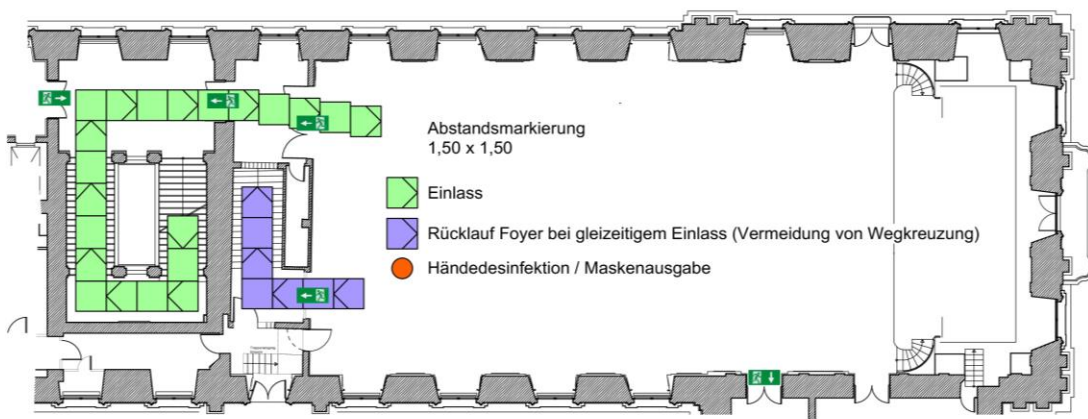 Abstandsmarkierung
1,50 x 1,50
Einlass
Rücklauf Foyer bei gleizeitigem Einlass (Vermeidung von Wegkreuzung)
Händedesinfektion / Maskenausgabe